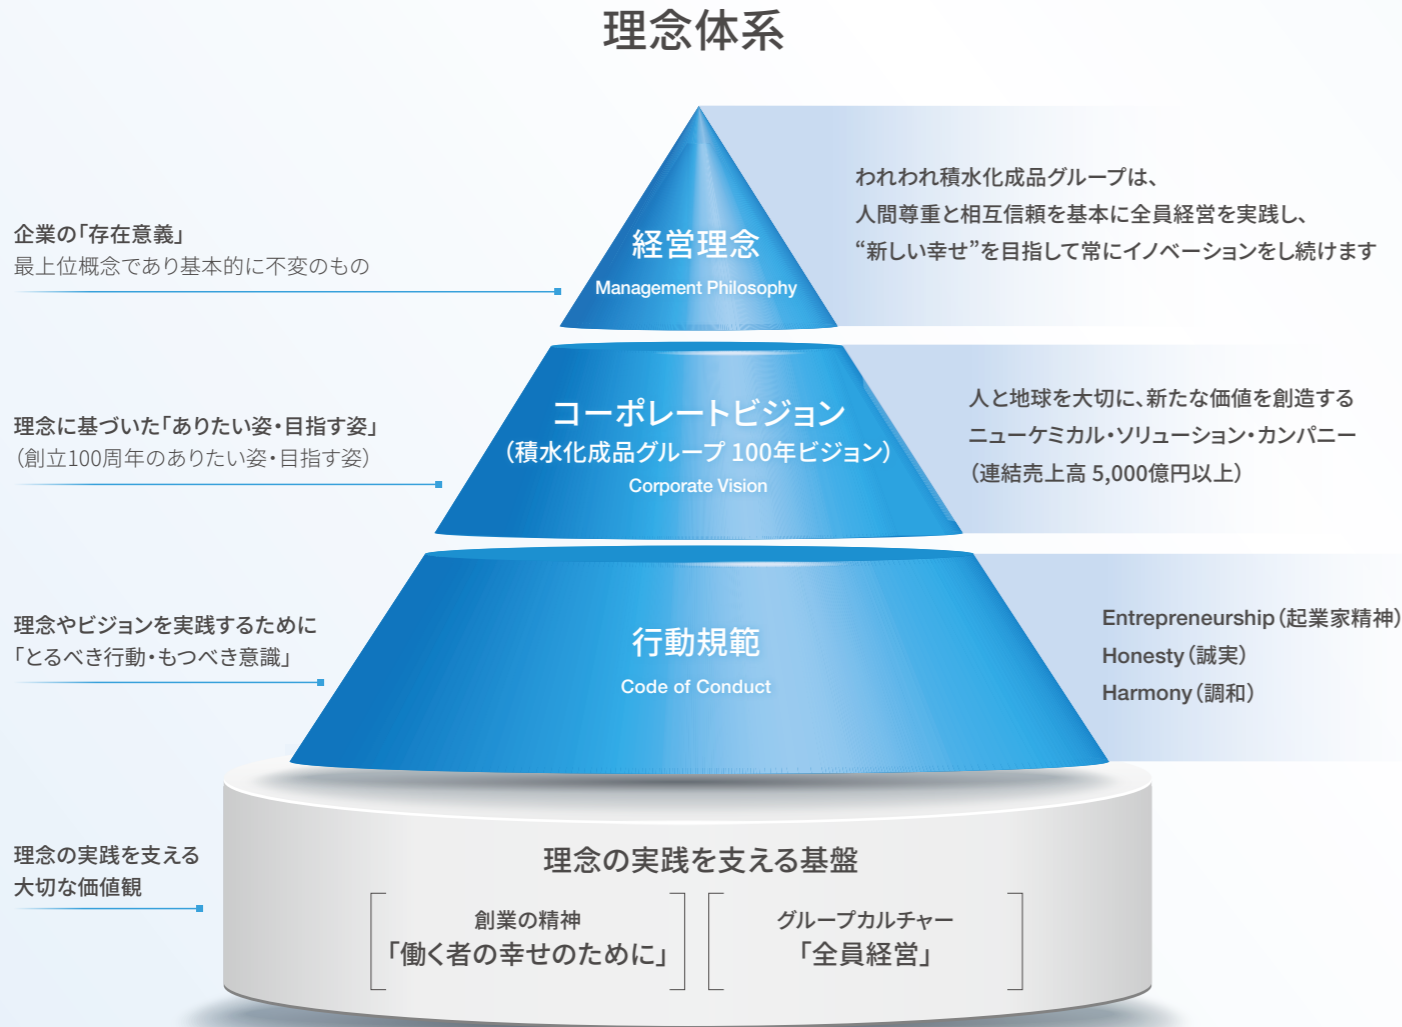 理念体系
企業の「存在意義」
最上位概念であり基本的に不変のもの
経営理念
Management Philosophy
われわれ積水化成品グループは、
人間尊重と相互信頼を基本に全員経営を実践し、
“新しい幸せ”を目指して常にイノベーションをし続けます
理念に基づいた「ありたい姿・目指す姿」
（創立100周年のありたい姿・目指す姿）
コーポレートビジョン
（積水化成品グループ 100年ビジョン）
Corporate Vision
人と地球を大切に、新たな価値を創造する
ニューケミカル・ソリューション・カンパニー
（連結売上高 5,000億円以上）
理念やビジョンを実践するために
「とるべき行動・もつべき意識」
行動規範
Code of Conduct
Entrepreneurship（起業家精神）
Honesty（誠実）
Harmony（調和）
理念の実践を支える
大切な価値観
理念の実践を支える基盤
創業の精神
「働く者の幸せのために」
グループカルチャー
「全員経営」